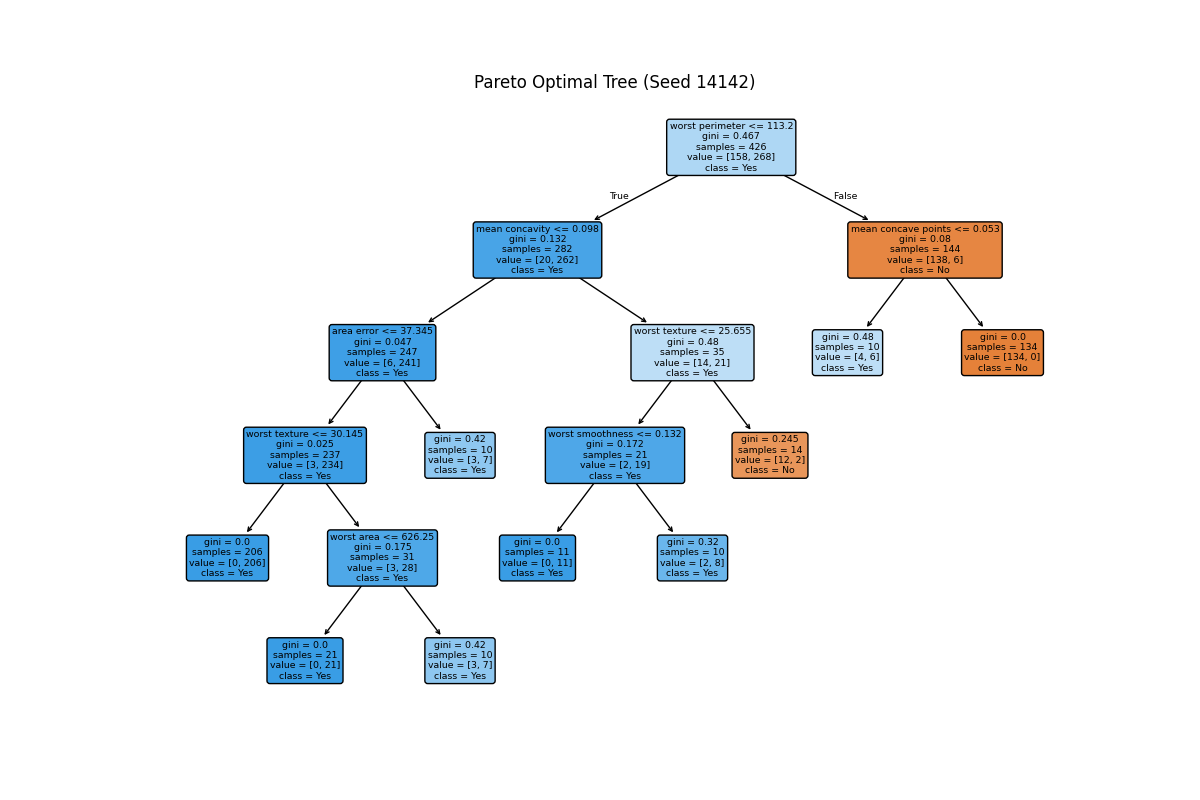 Pareto Optimal Tree (Seed 14142)
worst perimeter <= 113.2
gini = 0.467
samples = 426
value = [158, 268]
class = Yes
True
False
mean concavity <= 0.098
gini = 0.132
samples = 282
value = [20, 262]
class = Yes
mean concave points <= 0.053
gini = 0.08
samples = 144
value = [138, 6]
class = No
area error <= 37.345
gini = 0.047
samples = 247
value = [6, 241]
class = Yes
worst texture <= 25.655
gini = 0.48
samples = 35
value = [14, 21]
class = Yes
gini = 0.48
samples = 10
value = [4, 6]
class = Yes
gini = 0.0
samples = 134
value = [134, 0]
class = No
worst texture <= 30.145
gini = 0.025
samples = 237
value = [3, 234]
class = Yes
gini = 0.42
samples = 10
value = [3, 7]
class = Yes
worst smoothness <= 0.132
gini = 0.172
samples = 21
value = [2, 19]
class = Yes
gini = 0.245
samples = 14
value = [12, 2]
class = No
gini = 0.0
samples = 206
value = [0, 206]
class = Yes
worst area <= 626.25
gini = 0.175
samples = 31
value = [3, 28]
class = Yes
gini = 0.0
samples = 11
value = [0, 11]
class = Yes
gini = 0.32
samples = 10
value = [2, 8]
class = Yes
gini = 0.0
samples = 21
value = [0, 21]
class = Yes
gini = 0.42
samples = 10
value = [3, 7]
class = Yes